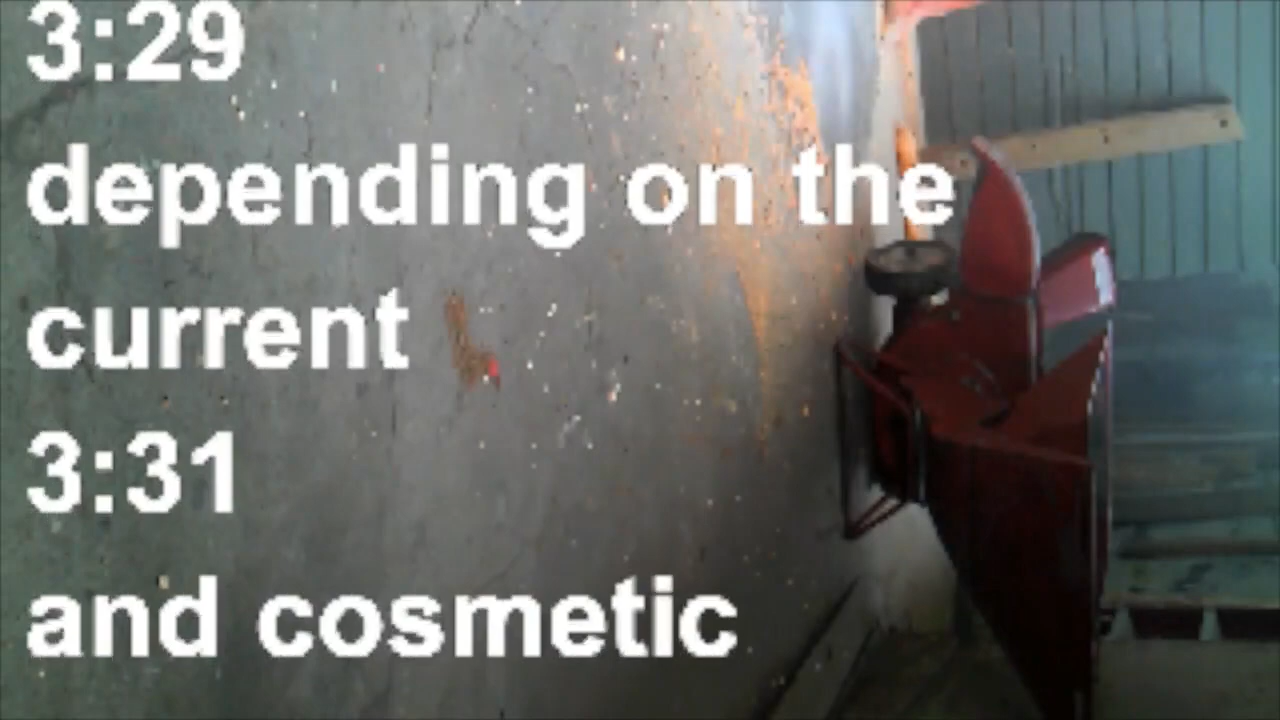 3:29
depending on the
current
3:31
and cosmetic